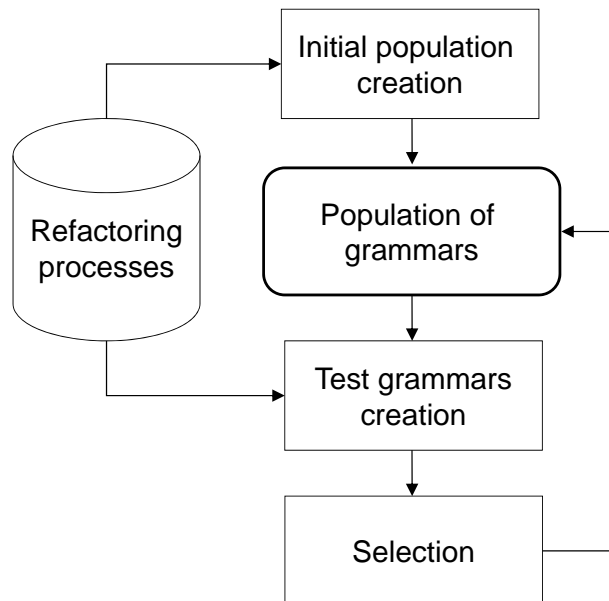 Initial population
creation
Refactoring
processes
Population of
grammars
Test grammars
creation
Selection